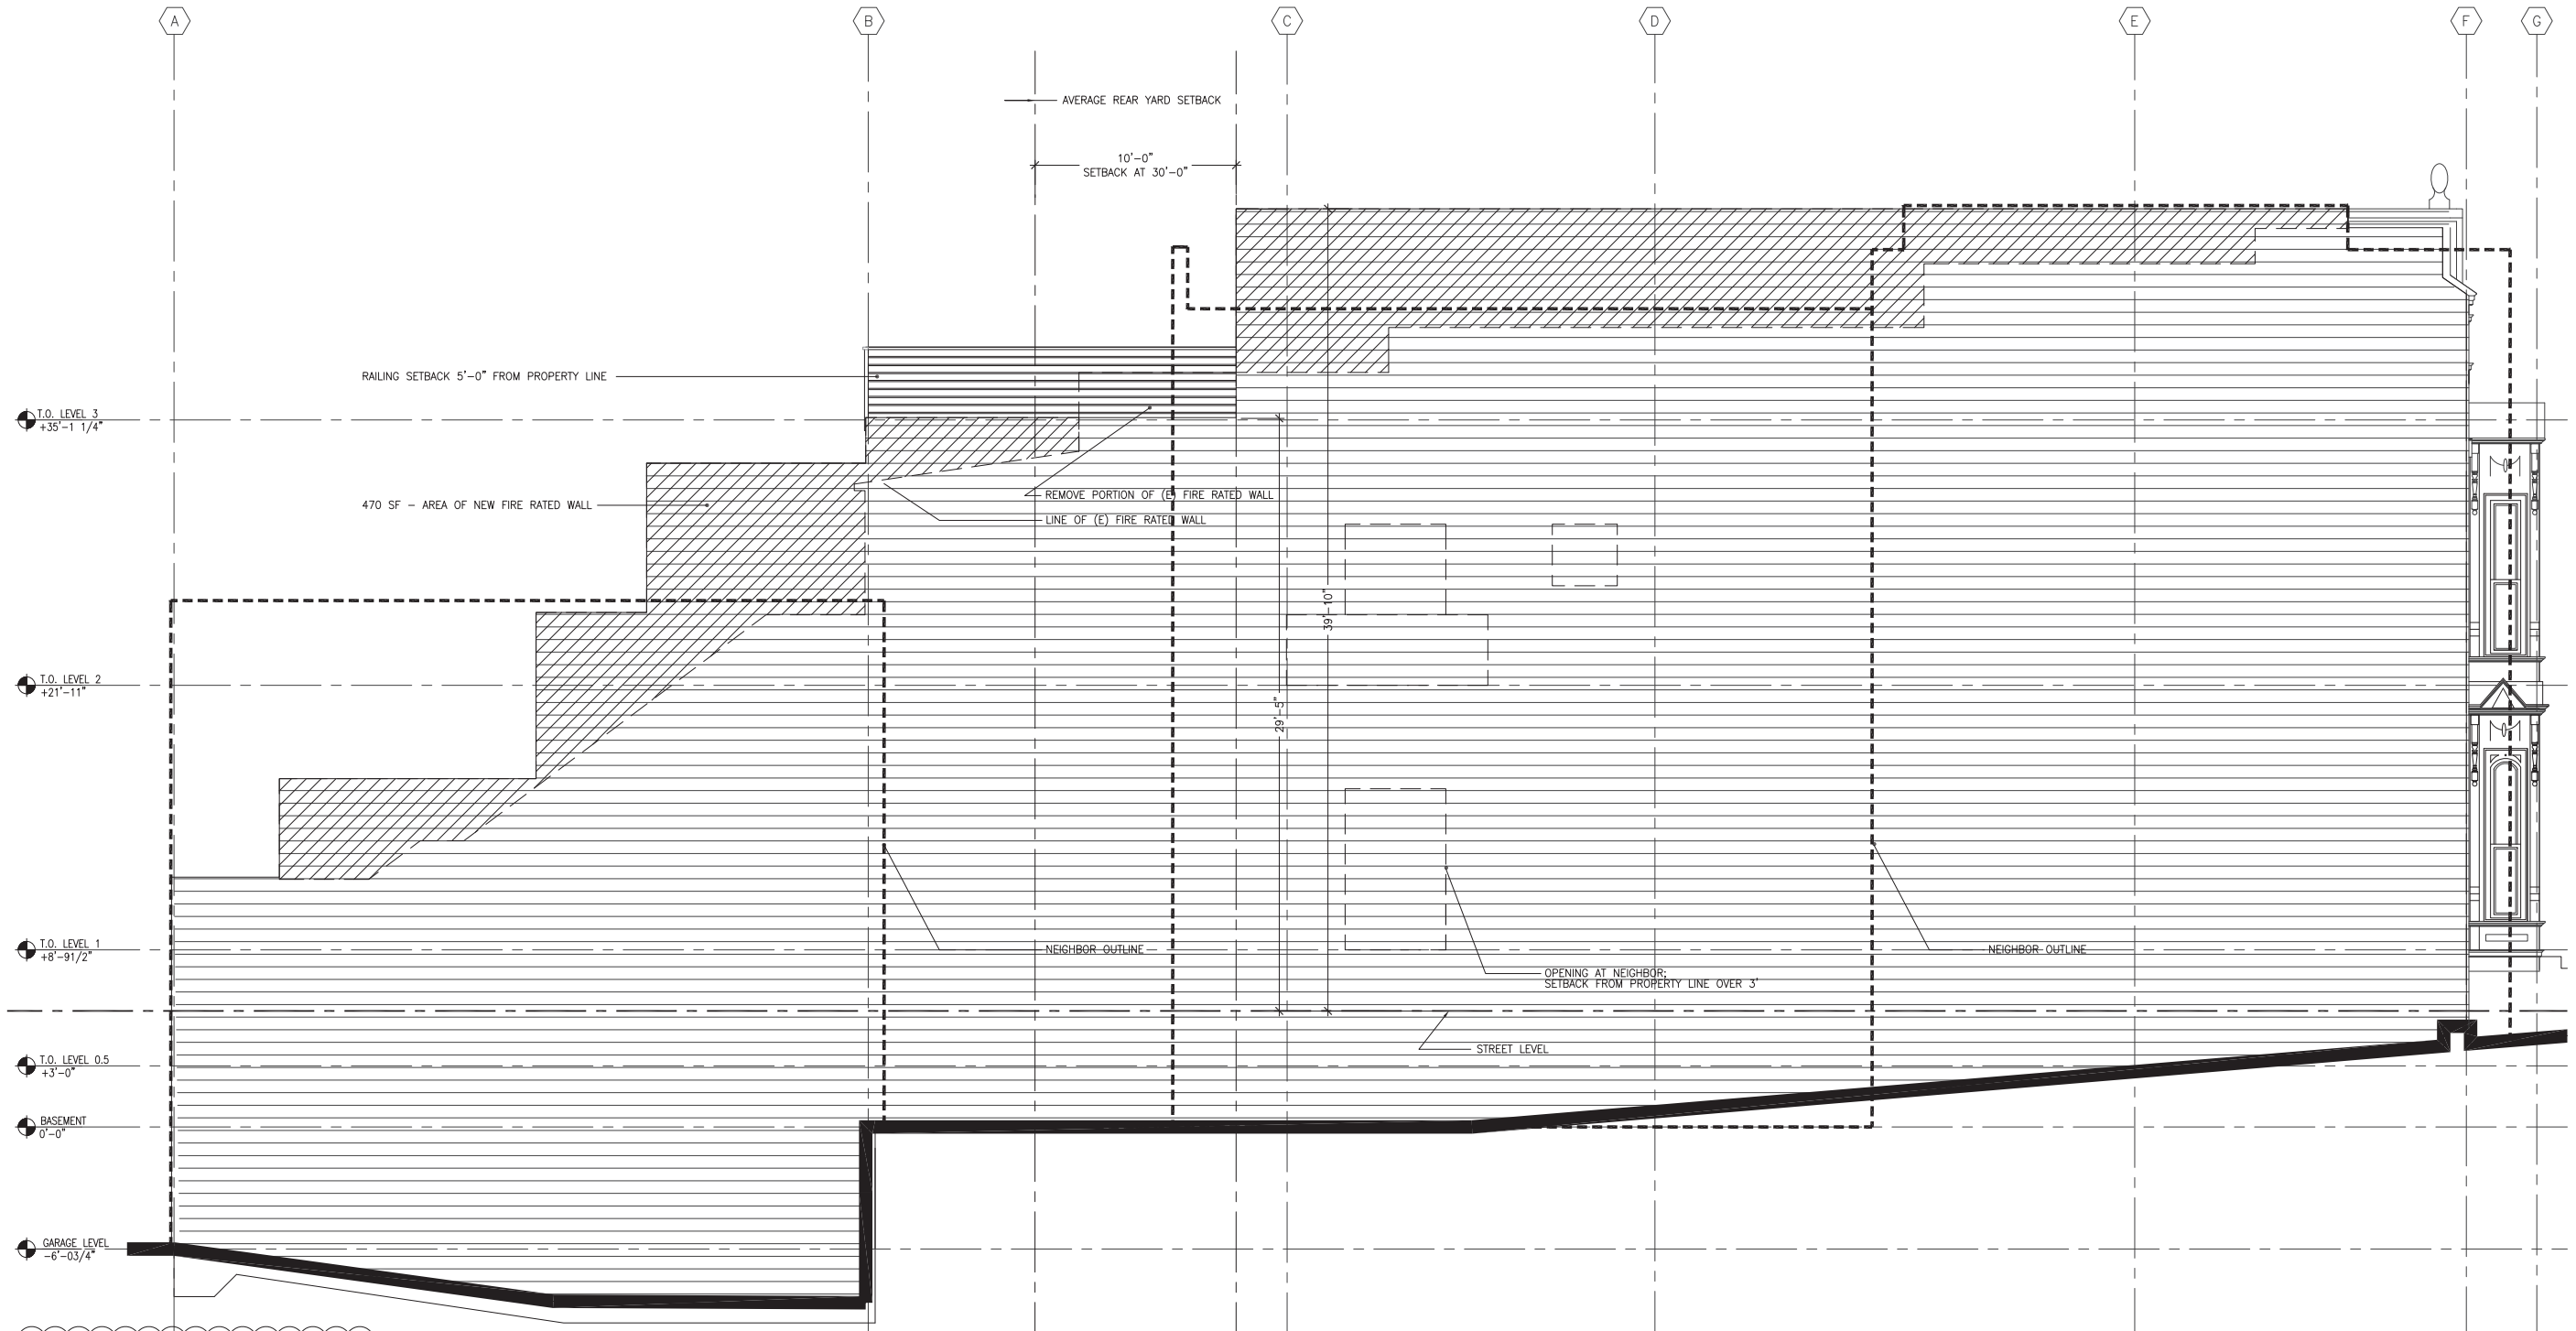 A
B
C
D
E
F
G
AVERAGE REAR YARD SETBACK
10'-0"
SETBACK AT 30'-0"
RAILING SETBACK 5'-0" FROM PROPERTY LINE
T.O. LEVEL 3
+35'-1 1/4"
470 SF - AREA OF NEW FIRE RATED WALL
REMOVE PORTION OF (E) FIRE RATED WALL
LINE OF (E) FIRE RATED WALL
39'-10"
29'-5"
T.O. LEVEL 2
+21'-11"
T.O. LEVEL 1
+8'-91/2"
NEIGHBOR OUTLINE
NEIGHBOR OUTLINE
OPENING AT NEIGHBOR;
SETBACK FROM PROPERTY LINE OVER 3'
STREET LEVEL
T.O. LEVEL 0.5
+3'-0"
BASEMENT
0'-0"
GARAGE LEVEL
-6'-03/4"